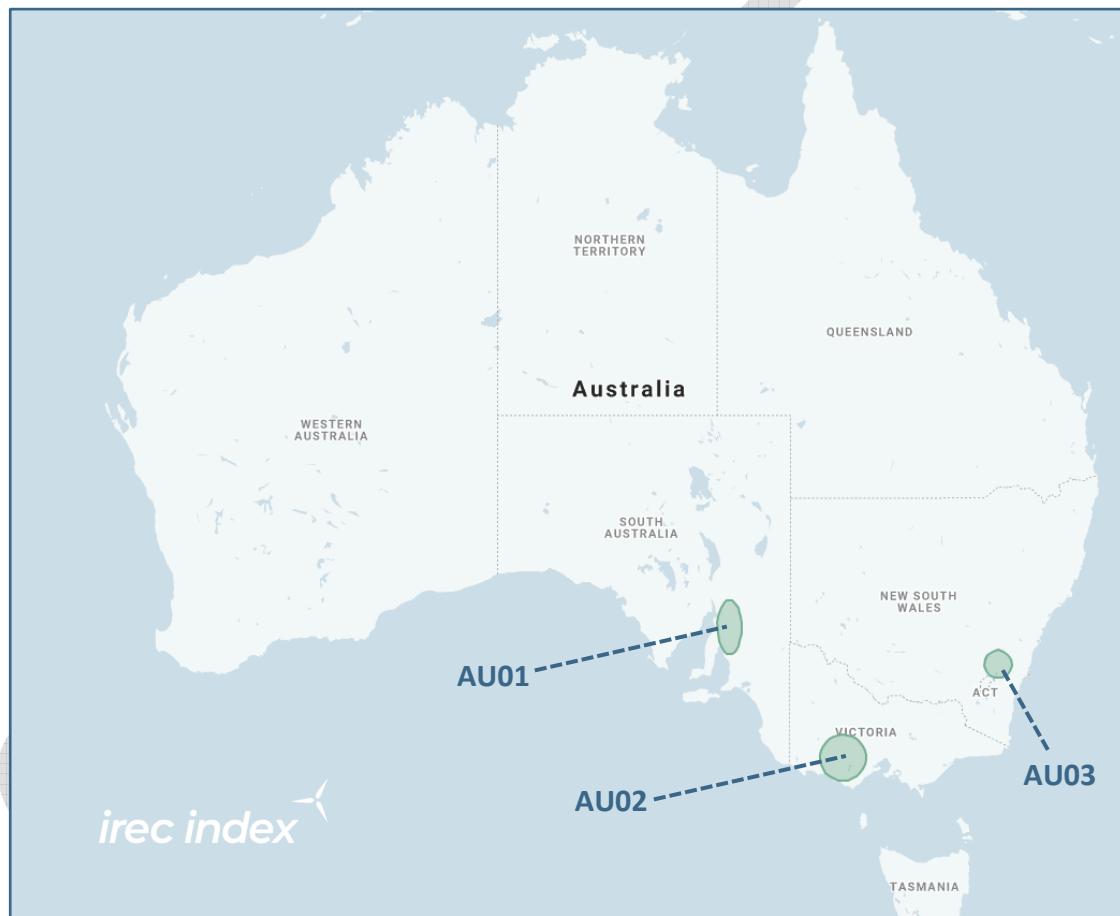 NORTHERN
TERRITORY
QUEENSLAND
Australia
WESTERN
AUSTRALIA
SOUTH
AUSTRALIA
NEW SOUTH
WALES
AU01
ACT
VICTORIA
AU03
AU02
irec index
TASMANIA